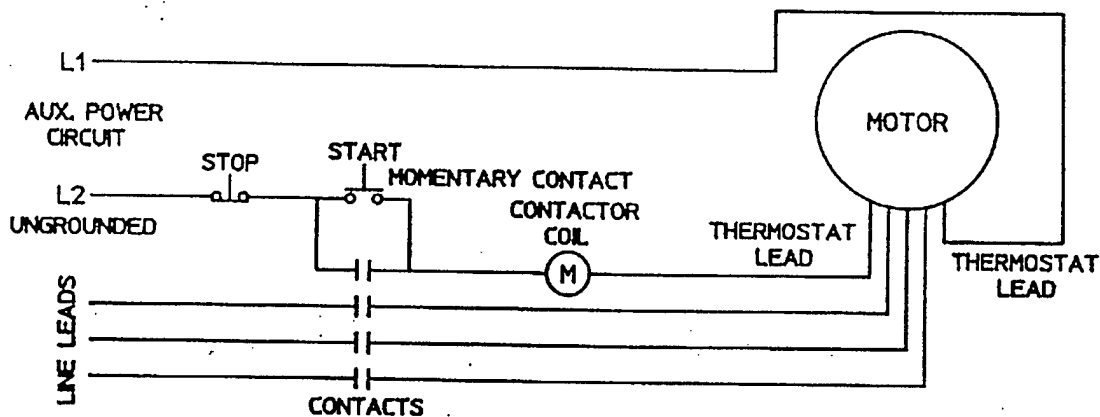 L1
AUX. POWER
CIRCUIT
MOTOR
STOP
START
MOMENTARY CONTACT
L2
UNGROUNDED
CONTACTOR
COIL
M
THERMOSTAT
LEAD
THERMOSTAT
LEAD
LINE LEADS
CONTACTS